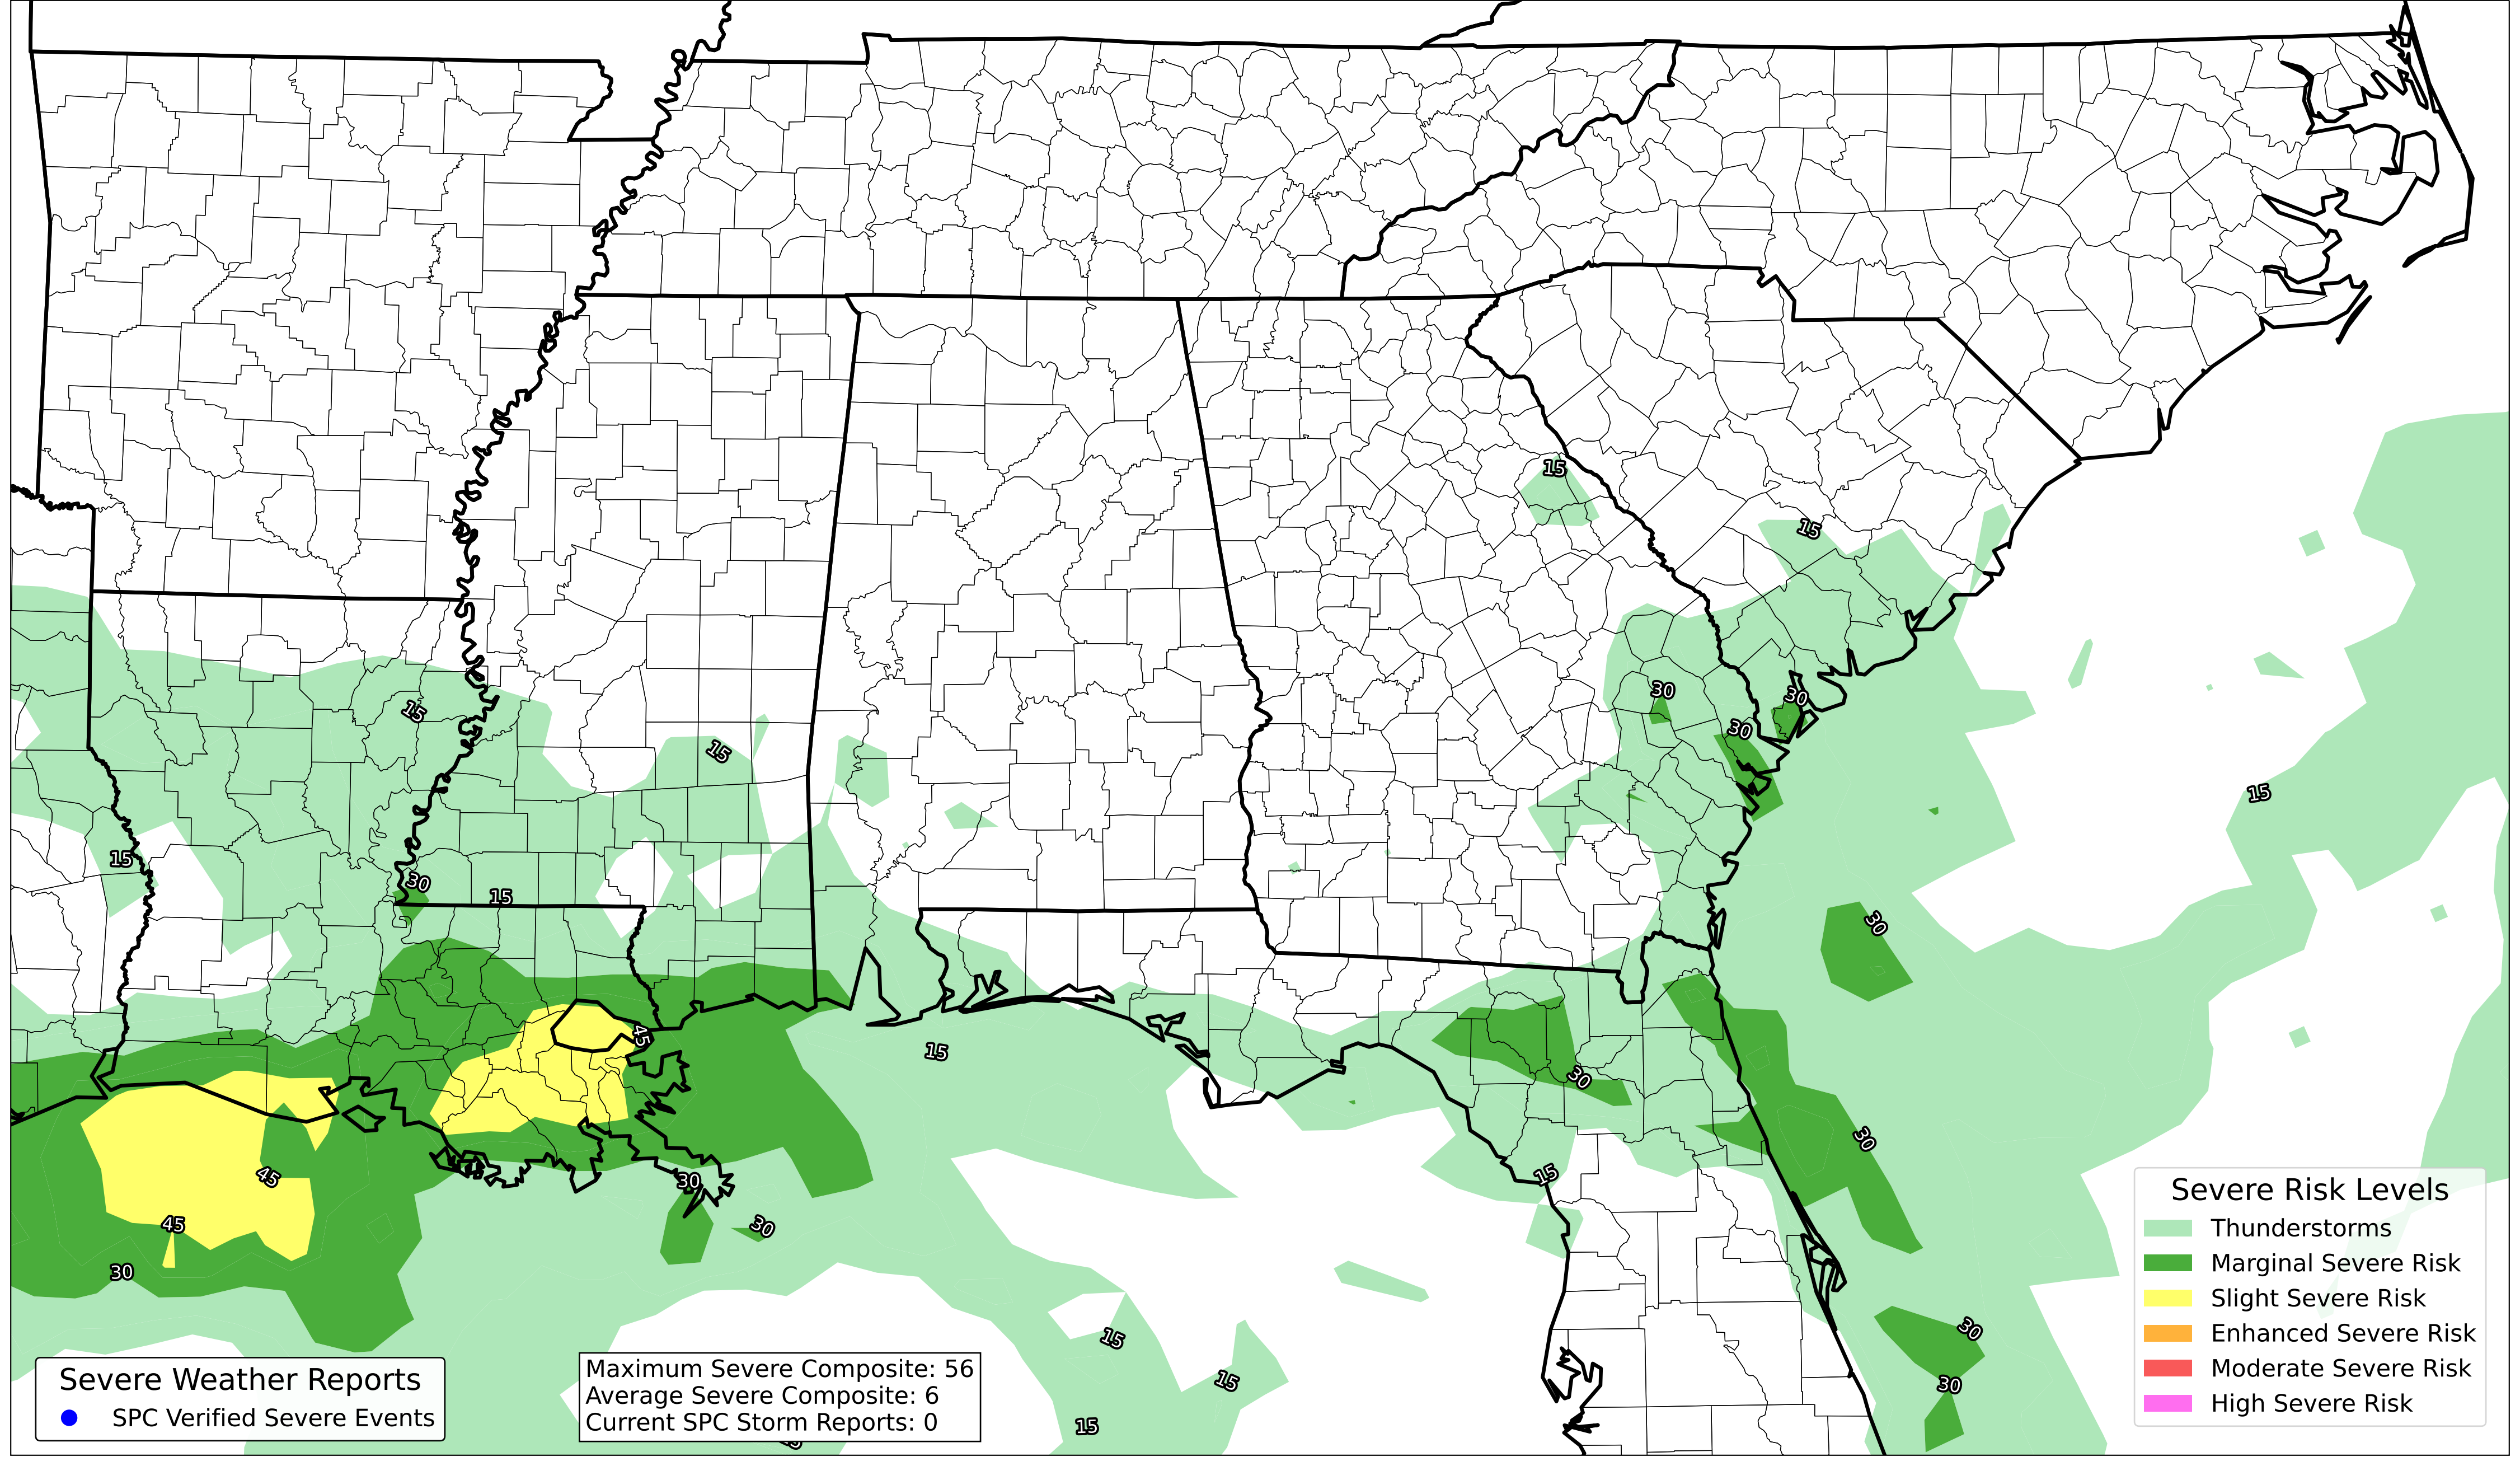 15
15
30
30
30
15
15
15
15
30
15
30
45
15
30
30
15
45
30
45
30
30
30
15
15
30
15
Severe Weather Reports
SPC Verified Severe Events
Maximum Severe Composite: 56
Average Severe Composite: 6
Current SPC Storm Reports: 0
Severe Risk Levels
Thunderstorms
Marginal Severe Risk
Slight Severe Risk
Enhanced Severe Risk
Moderate Severe Risk
High Severe Risk